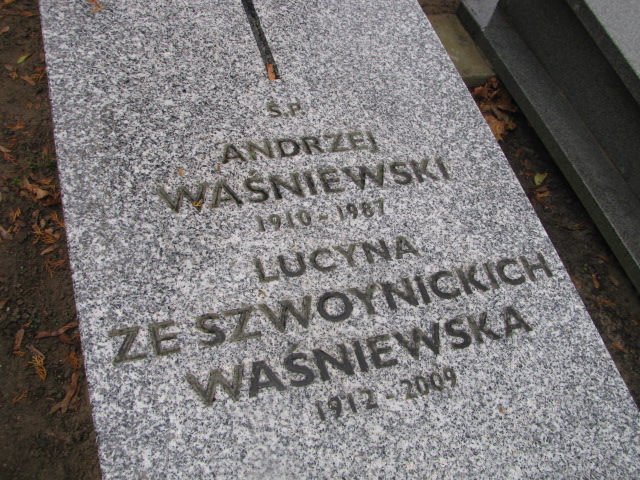 Ś.P.
ANDRZEJ
WAŚNIEWSKI
1910 - 1987
LUCYNA
ZE SZWOYNICKICH
WAŚNIEWSKA
1912 - 2009